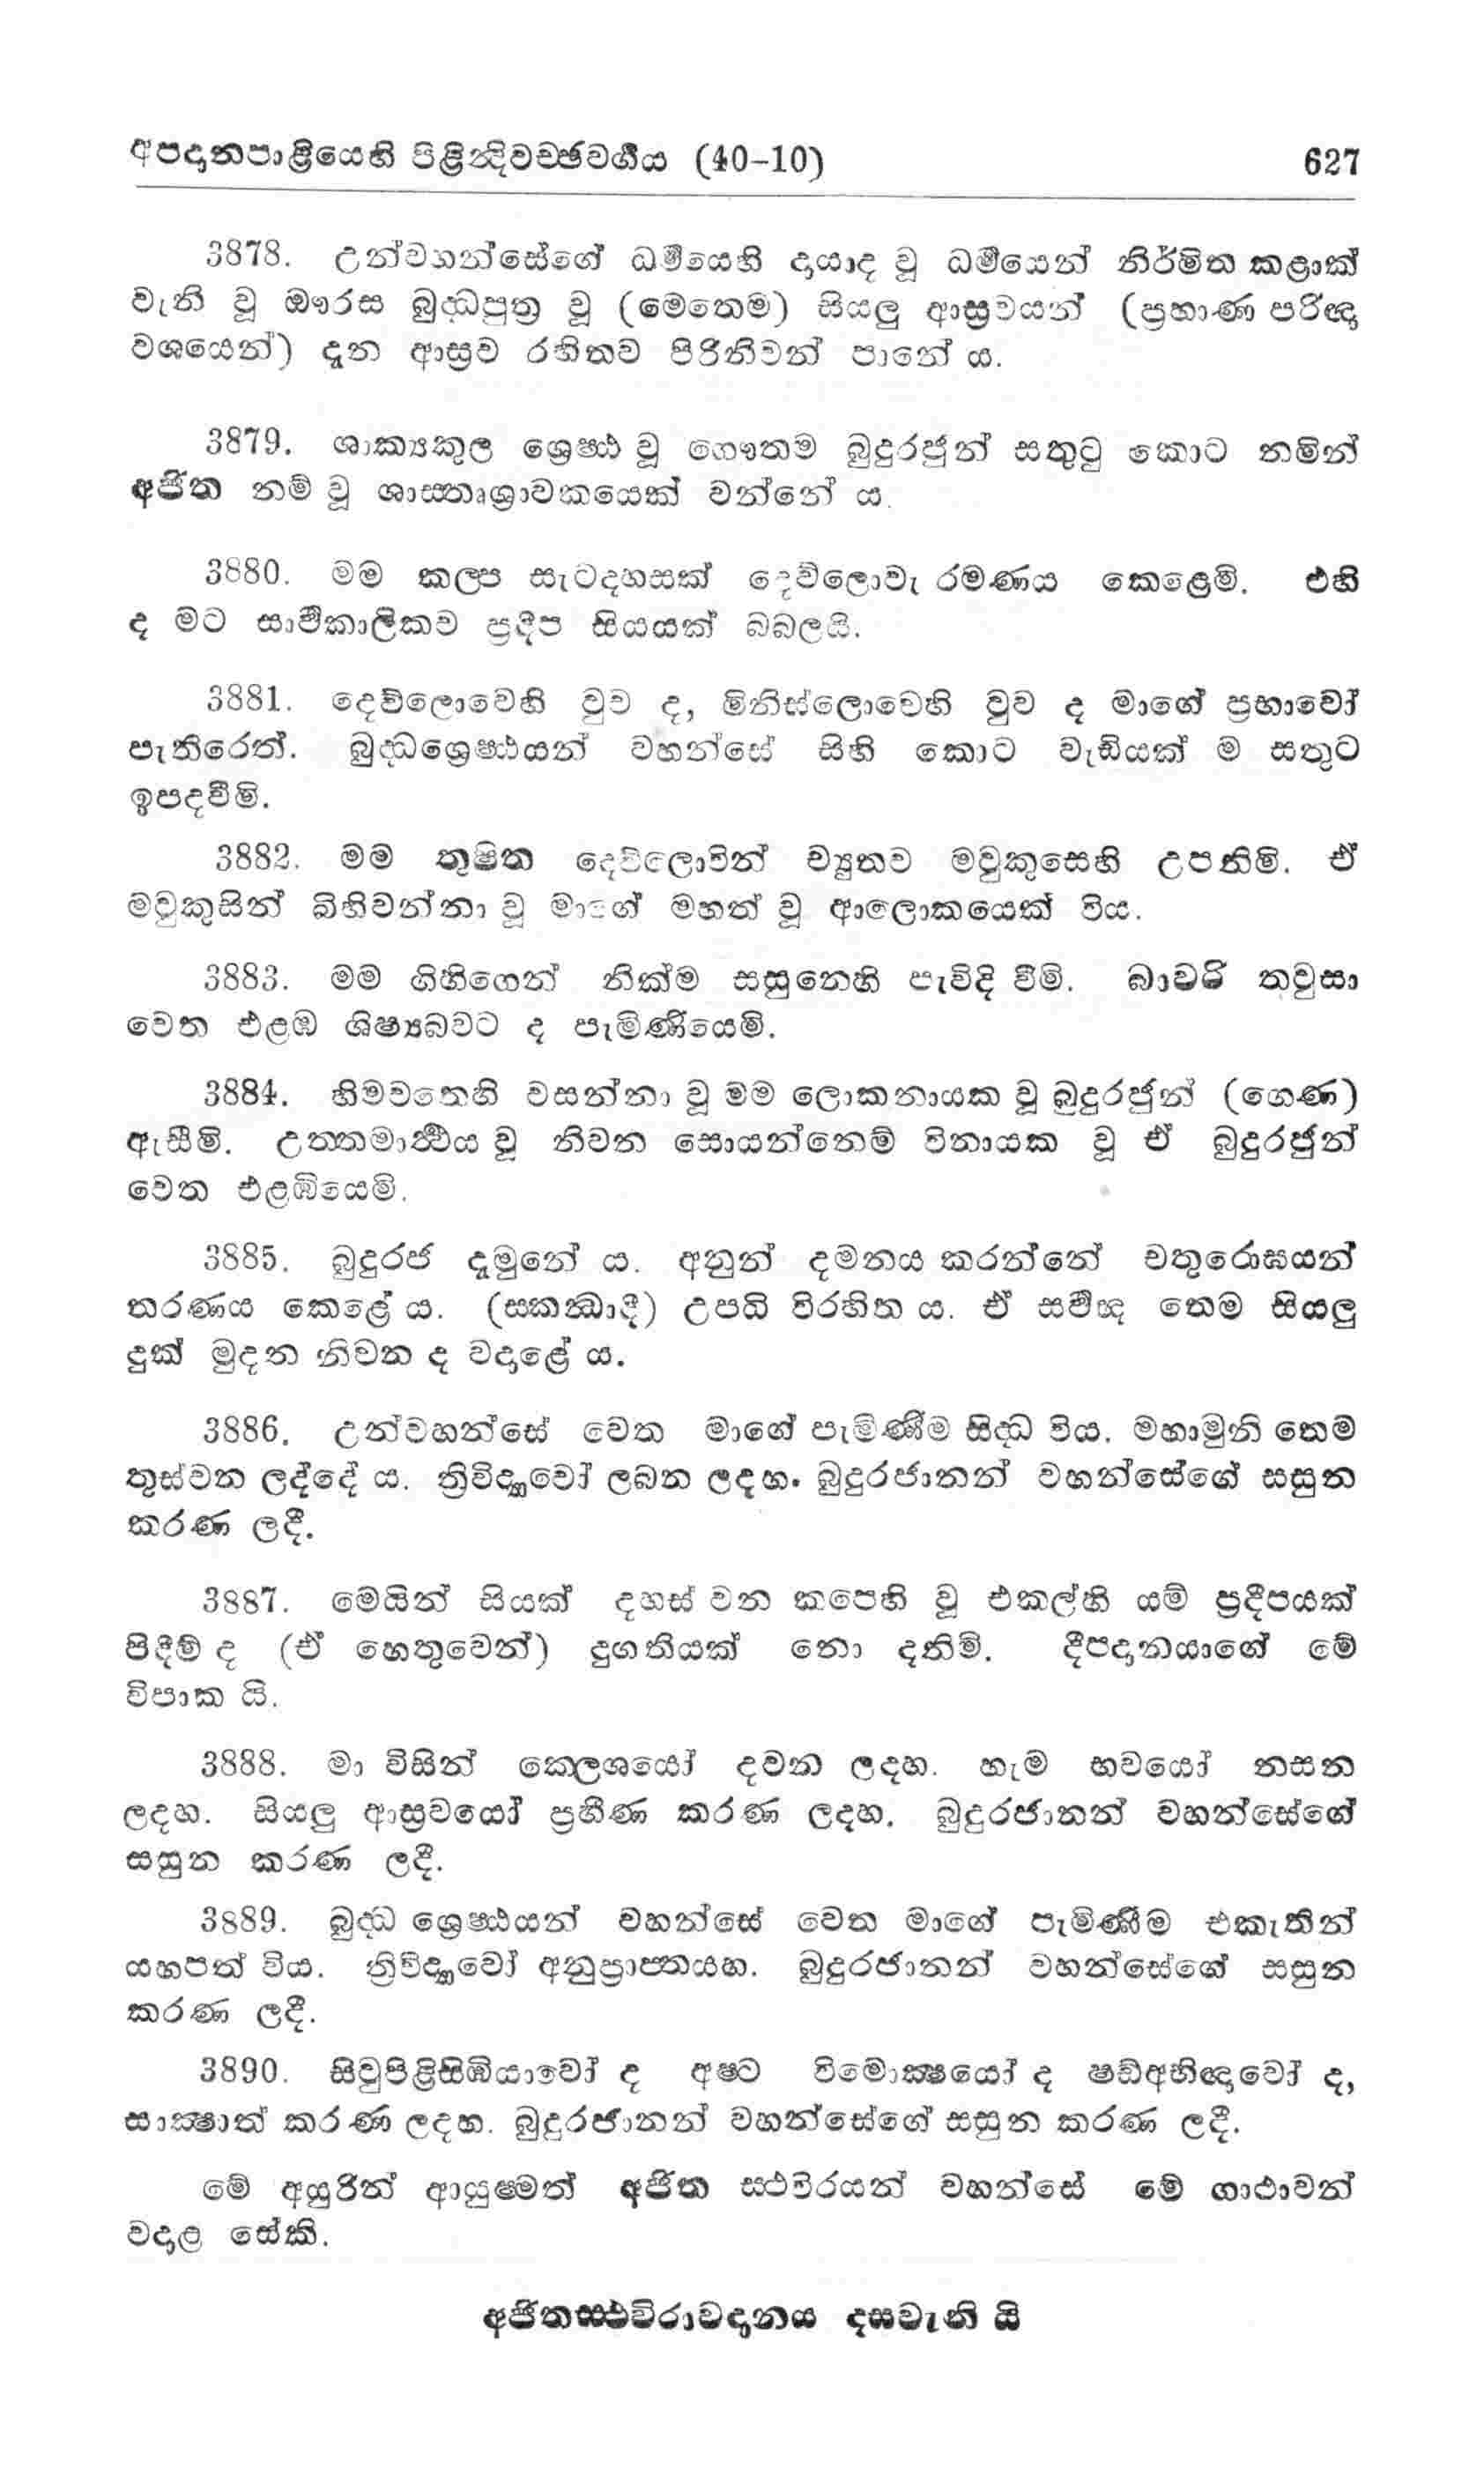 අපදානපාළියෙහි පිළින්‍දිවච්ඡවර්‍ගය (40-10) 627
3878. උන්වහන්සේගේ ධර්‍මයෙහි දායාද වූ ධර්‍මයෙන් නිර්මිත කළාක්
වැනි වූ ඖරස බුද්‍ධපුත්‍ර වූ (මෙතෙම) සියලු ආස්‍රවයන් (ප්‍රහාණ පරිඥා
වශයෙන්) දැන ආස්‍රව රහිතව පිරිනිවන් පානේ ය.
3879. ශාක්‍යකුල ශ්‍රෙෂ්ඨ වූ ගෞතම බුදුරජුන් සතුටු කොට නමින්
අජිත නම් වූ ශාස්තෘශ්‍රාවකයෙක් වන්නේ ය.
3880. මම කල්ප සැටදහසක් දෙව්ලොවැ රමණය කෙළෙමි. එහි
ද මට සාර්‍වකාලිකව ප්‍රදීප සියයක් බබලයි.
3881. දෙව්ලොවෙහි වුව ද, මිනිස්ලොවෙහි වුව ද මාගේ ප්‍රභාවෝ
පැතිරෙත්. බුද්‍ධශ්‍රෙෂ්ඨයන් වහන්සේ සිහි කොට වැඩියක් ම සතුට
ඉපදවීමි.
3882. මම තුෂිත දෙව්ලොවින් ච්‍යුතව මවුකුසෙහි උපතිමි. ඒ
මවුකුසින් බිහිවන්නා වූ මාගේ මහත් වූ ආලොකයෙක් විය.
3883. මම ගිහිගෙන් නික්ම සසුනෙහි පැවිදි වීමි. බාවරි තවුසා
වෙත එළඹ ශිෂ්‍යබවට ද පැමිණියෙමි.
3884. හිමවතෙහි වසන්නා වූ මම ලොකනායක වූ බුදුරජුන් (ගෙණ)
ඇසීමි. උත්තමාර්‍ථය වූ නිවන සොයන්නෙම් විනායක වූ ඒ බුදුරජුන්
වෙත එළඹියෙමි.
3885. බුදුරජ දැමුනේ ය. අනුන් දමනය කරන්නේ චතුරොඝයන්
තරණය කෙළේ ය. (සකන්‍ධාදී) උපධි විරහිත ය. ඒ සර්‍වඥ තෙම සියලු
දුක් මුදන නිවන ද වදාළේ ය.
3886. උන්වහන්සේ වෙත මාගේ පැමිණීම සිද්‍ධ විය. මහාමුනි තෙම
තුස්වන ලද්දේ ය. ත්‍රිවිද්‍යාවෝ ලබන ලදහ. බුදුරජානන් වහන්සේගේ සසුන
කරණ ලදී.
3887. මෙයින් සියක් දහස් වන කපෙහි වූ එකල්හි යම් ප්‍රදීපයක්
පිදීම් ද (ඒ හෙතුවෙන්) දුගතියක් නො දනිමි. දීපදානයාගේ මේ
විපාක යි.
3888. මා විසින් කෙලශයෝ දවන ලදහ. හැම භවයෝ නසන
ලදහ. සියලු ආස්‍රවයෝ ප්‍රහීණ කරණ ලදහ. බුදුරජානන් වහන්සේගේ
සසුන කරණ ලදී.
3889. බුද්‍ධ ශ්‍රෙෂ්ඨයන් වහන්සේ වෙත මාගේ පැමිණීම එකැතින්
යහපත් විය. ත්‍රිවිද්‍යාවෝ අනුප්‍රාප්තයහ. බුදුරජානන් වහන්සේගේ සසුන
කරණ ලදී.
3890. සිවුපිළිසිඹියාවෝ ද අෂ්ට විමොක්‍ෂයෝ ද ෂඩ්අභිඥාවෝ ද,
සාක්‍ෂාත් කරණ ලදහ. බුදුරජානන් වහන්සේගේ සසුන කරණ ලදී.
මේ අයුරින් ආයුෂ්මත් අජිත ස්ථවිරයන් වහන්සේ මේ ගාථාවන්
වදාළ සේකි.
අජිතස්ථවිරාවදානය දසවැනි යි